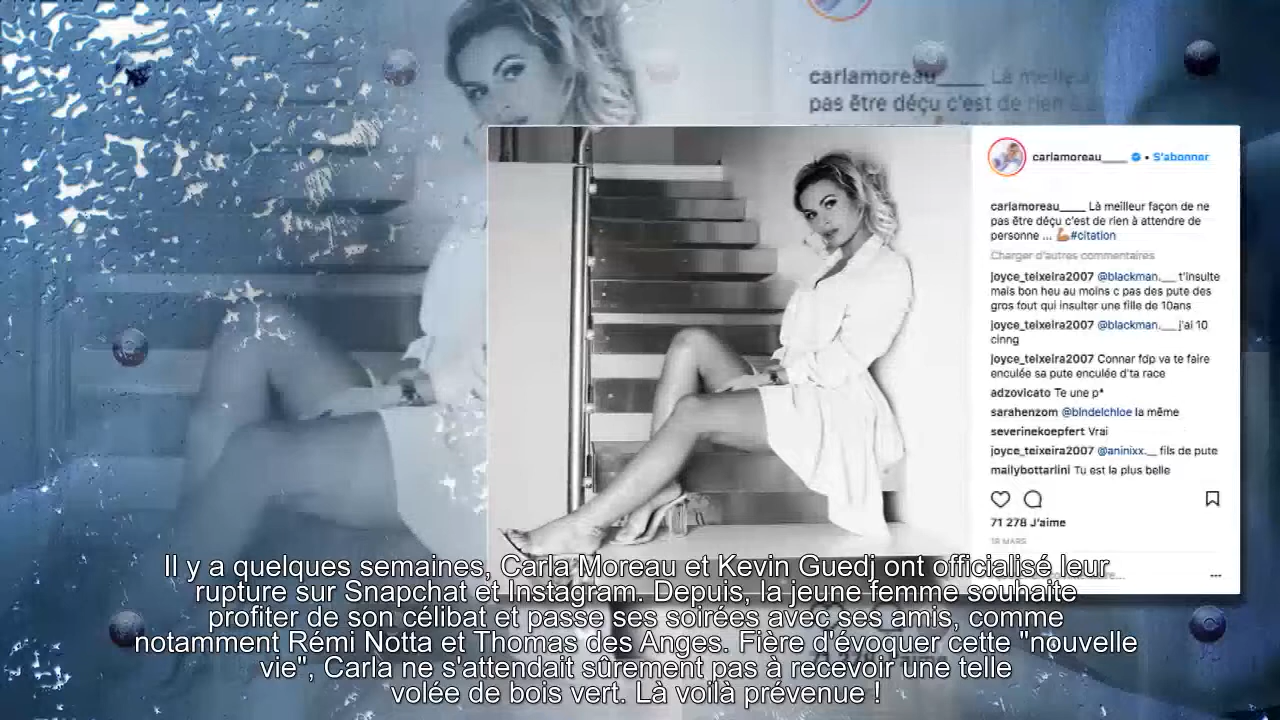 carlamoreau____ Là meilleu
pas être déçu c'est de rien à
carlamoreau____ • S'abonner
carlamoreau____ Là meilleur façon de ne
pas être déçu c'est de rien à attendre de
personne ... 💪#citation
Charger d'autres commentaires
joyce_teixeira2007 @blackman.__ t'insulte
mais bon heu au moins c pas des pute des
gros fout qui insulter une fille de 10ans
joyce_teixeira2007 @blackman.__ j'ai 10
cinng
joyce_teixeira2007 Connar fdp va te faire
enculée sa pute enculée d'ta race
adzovicato Te une p*
sarahenzom @blndelchloe la même
severinekoepfert Vrai
joyce_teixeira2007 @aninixx.__ fils de pute
mailybottarlini Tu est la plus belle
71 278 J'aime
18 MARS
Il y a quelques semaines, Carla Moreau et Kevin Guedj ont officialisé leur
rupture sur Snapchat et Instagram. Depuis, la jeune femme souhaite
profiter de son célibat et passe ses soirées avec ses amis, comme
notamment Rémi Notta et Thomas des Anges. Fière d'évoquer cette "nouvelle
vie", Carla ne s'attendait sûrement pas à recevoir une telle
volée de bois vert. Là voilà prévenue !